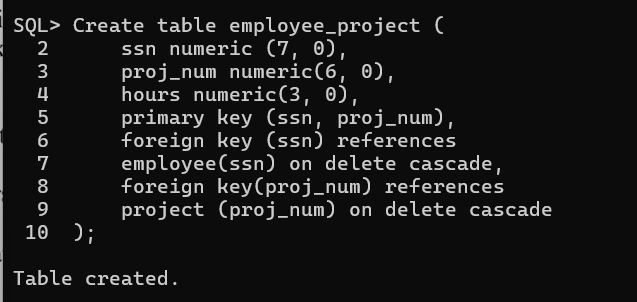 SQL> Create table employee_project (
2 ssn numeric (7, 0),
3 proj_num numeric(6, 0),
4 hours numeric(3, 0),
5 primary key (ssn, proj_num),
6 foreign key (ssn) references
7 employee(ssn) on delete cascade,
8 foreign key(proj_num) references
9 project (proj_num) on delete cascade
10 );
Table created.